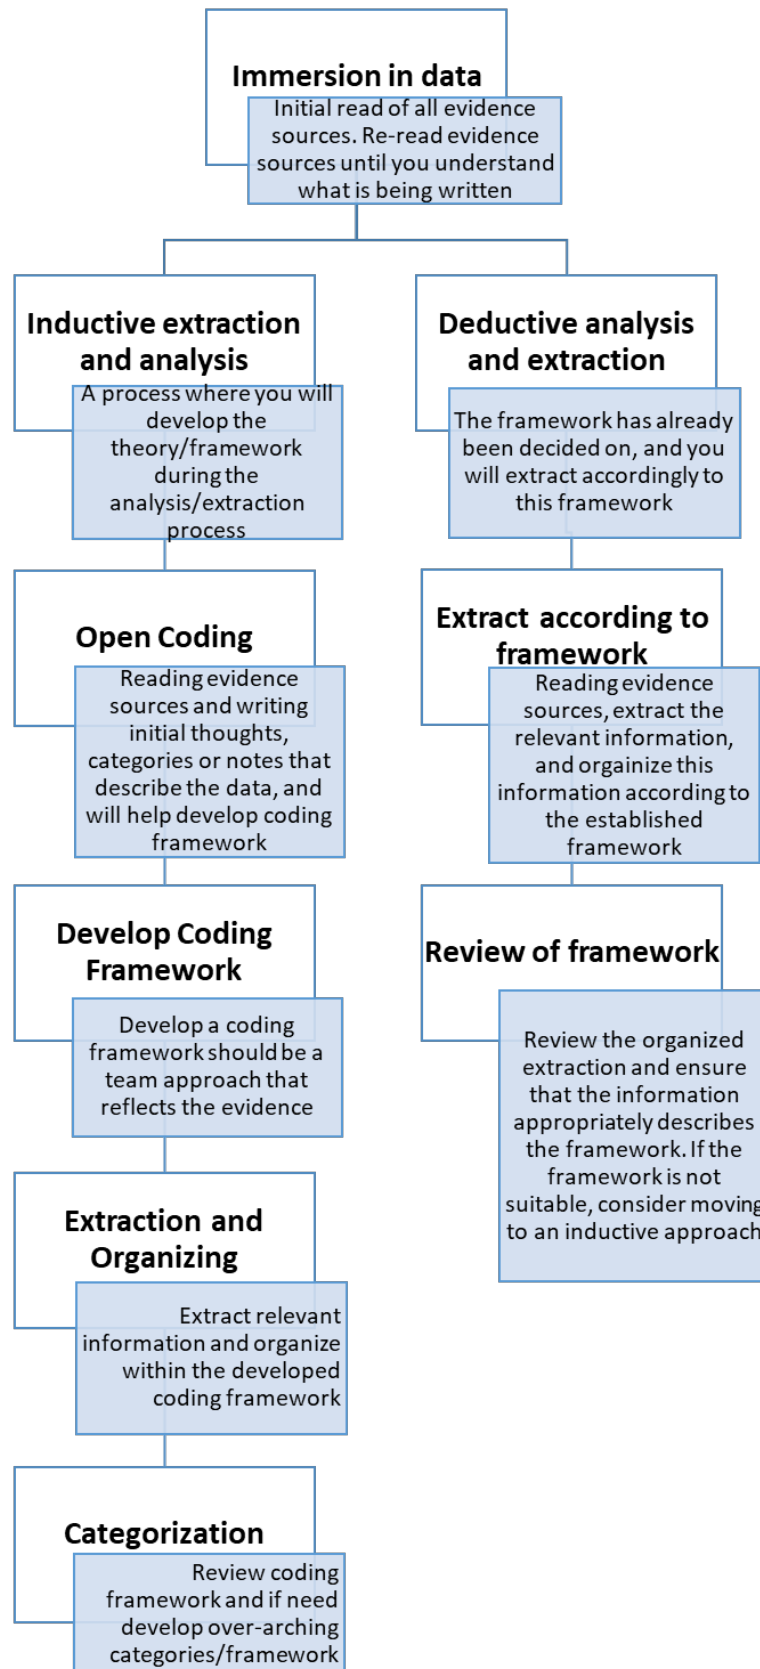 Immersion in data
Initial read of all evidence
sources. Re-read evidence
sources until you understand
what is being written
Inductive extraction
and analysis
A process where you will
develop the
theory/framework
during the
analysis/extraction
process
Open Coding
Reading evidence
sources and writing
initial thoughts,
categories or notes that
describe the data, and
will help develop coding
framework
Develop Coding
Framework
Develop a coding
framework should be a
team approach that
reflects the evidence
Extraction and
Organizing
Extract relevant
information and organize
within the developed
coding framework
Categorization
Review coding
framework and if need
develop over-arching
categories/framework
Deductive analysis
and extraction
The framework has already
been decided on, and you
will extract accordingly to
this framework
Extract according to
framework
Reading evidence
sources, extract the
relevant information,
and orgainize this
information according to
the established
framework
Review of framework
Review the organized
extraction and ensure
that the information
appropriately describes
the framework. If the
framework is not
suitable, consider moving
to an inductive approach